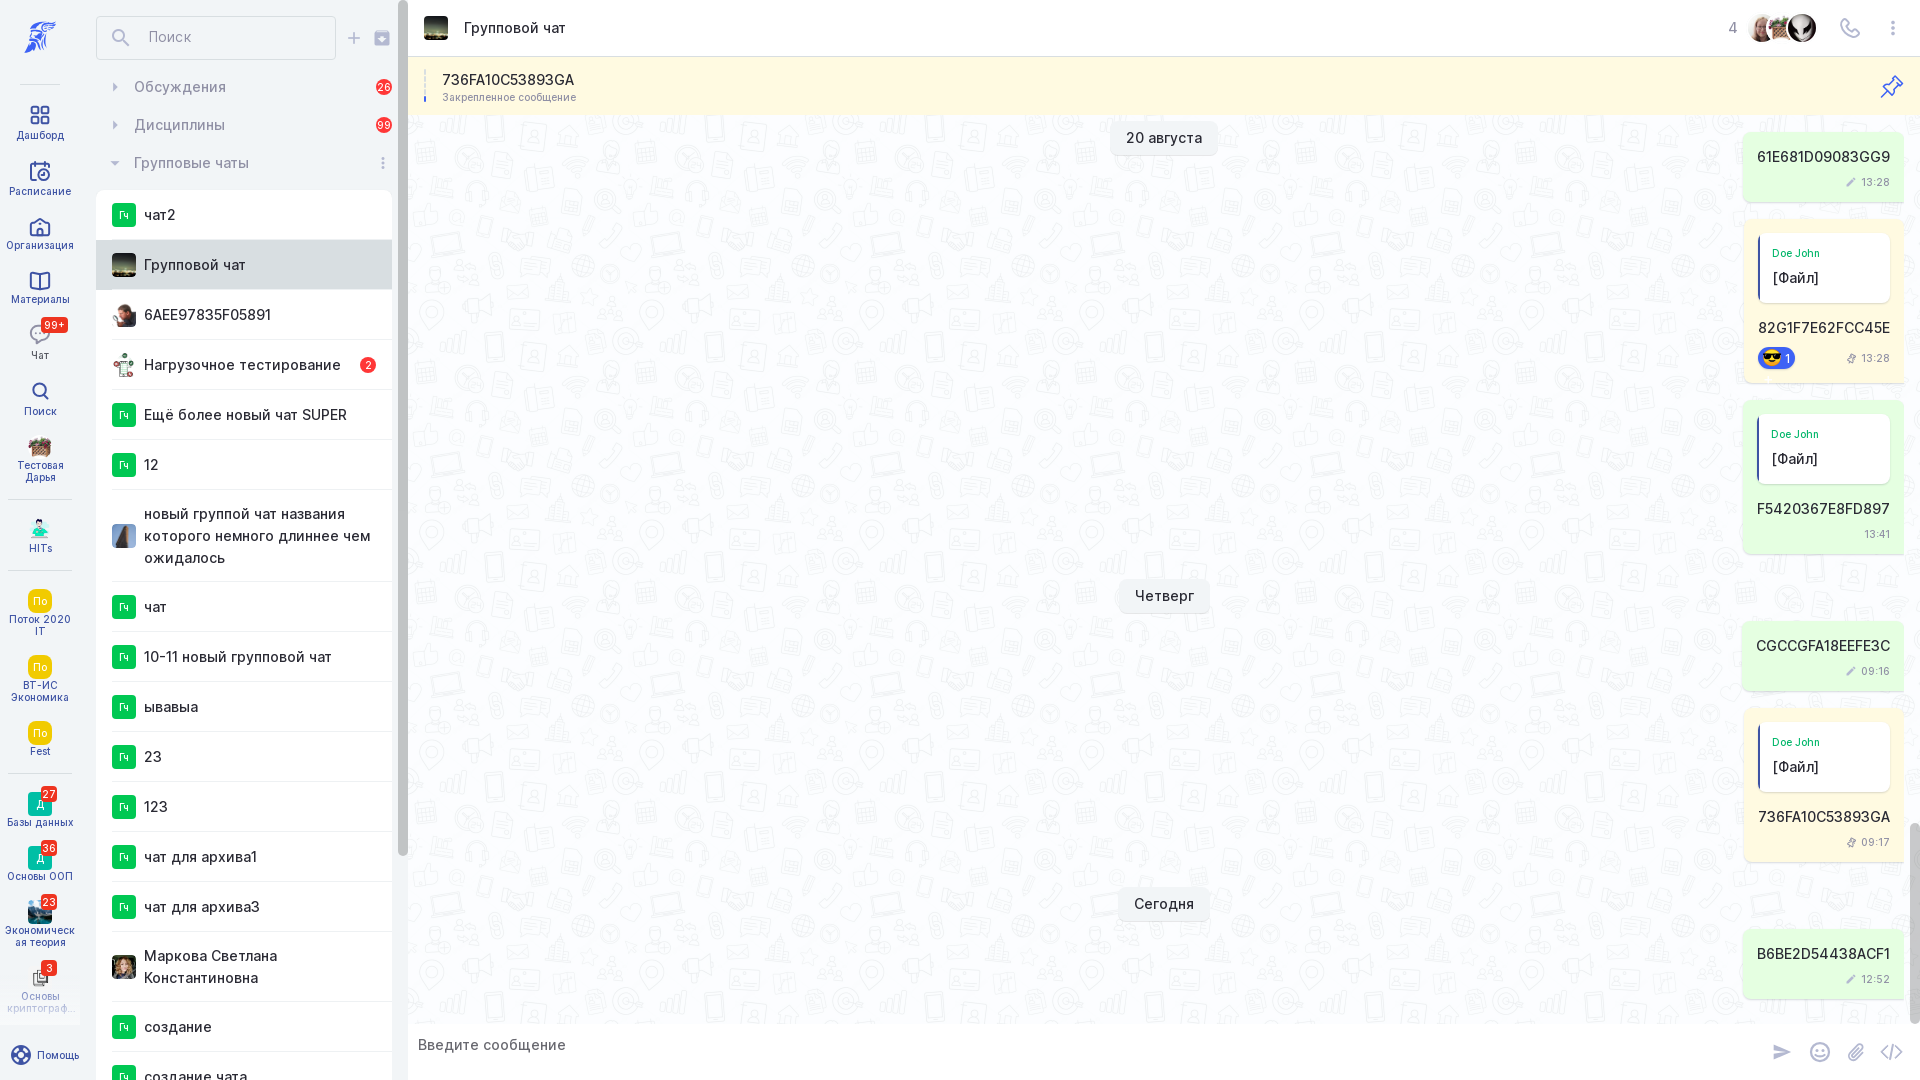 Дашборд
Расписание
Организация
Материалы
99+
Чат
Поиск
Тестовая
Дарья
HITs
По
Поток 2020
IT
По
ВТ-ИС
Экономика
По
Fest
27
Д
Базы данных
36
Д
Основы ООП
23
Экономическ
ая теория
3
Основы
криптограф...
Помощь
Поиск
Обсуждения
26
Дисциплины
99
Групповые чаты
Гч чат2
Групповой чат
6AEE97835F05891
Нагрузочное тестирование 2
Гч Ещё более новый чат SUPER
Гч 12
новый группой чат названия
которого немного длиннее чем
ожидалось
Гч чат
Гч 10-11 новый групповой чат
Гч ывавыа
Гч 23
Гч 123
Гч чат для архива1
Гч чат для архива3
Маркова Светлана
Константиновна
Гч создание
Гч создание чата
Групповой чат
4
736FA10C53893GA
Закрепленное сообщение
20 августа
61E681D09083GG9
13:28
Doe John
[Файл]
82G1F7E62FCC45E
1
13:28
Doe John
[Файл]
F5420367E8FD897
13:41
Четверг
CGCCGFA18EEFE3C
09:16
Doe John
[Файл]
736FA10C53893GA
09:17
Сегодня
B6BE2D54438ACF1
12:52
Введите сообщение